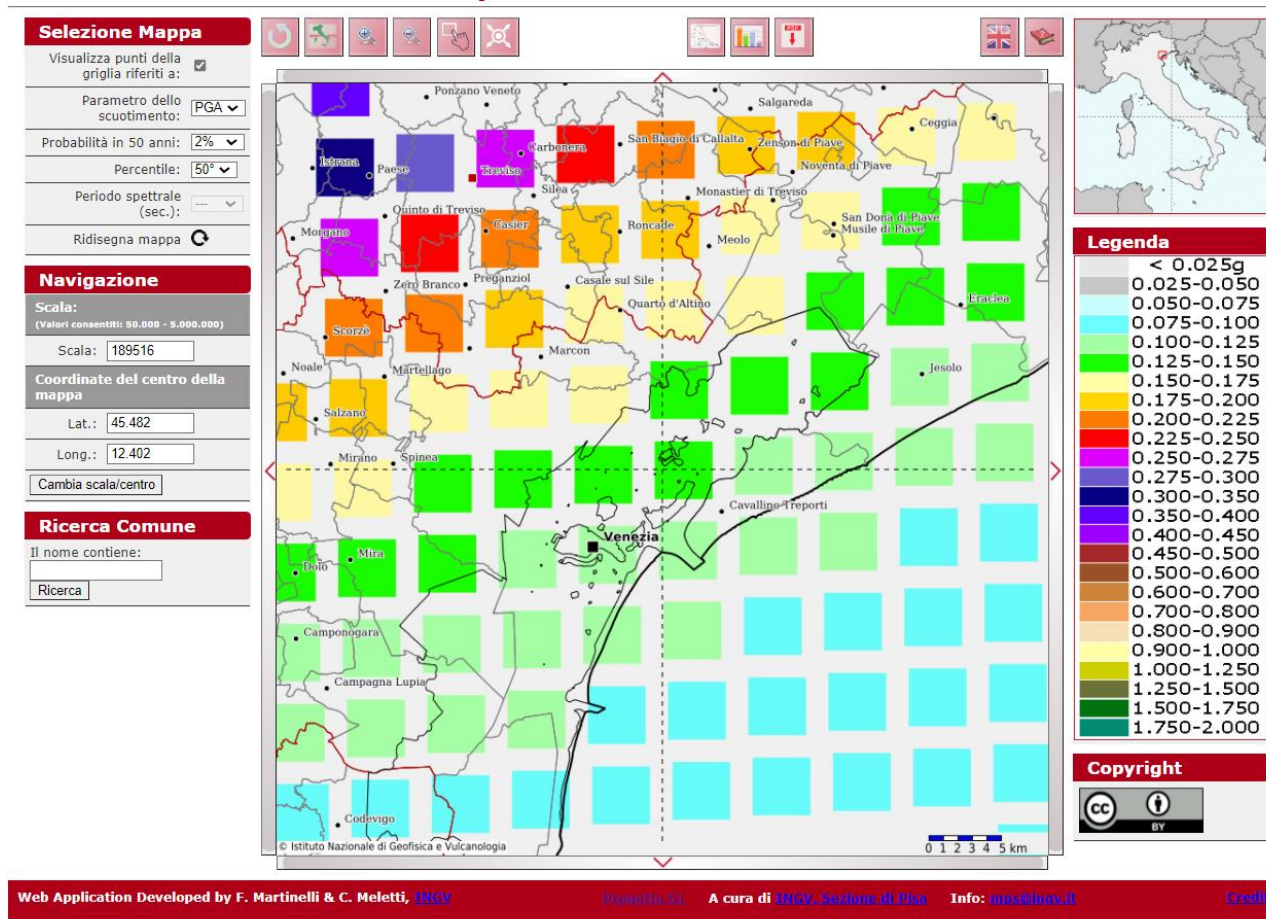 Selezione Mappa
Visualizza punti della
griglia riferiti a:
Parametro dello
scuotimento: PGA
Probabilità in 50 anni: 2%
Percentile: 50°
Periodo spettrale
(sec.): ---
Ridisegna mappa
Navigazione
Scala:
(Valori consentiti: 50.000 - 5.000.000)
Scala: 189516
Coordinate del centro della
mappa
Lat.: 45.482
Long.: 12.402
Cambia scala/centro
Ricerca Comune
Il nome contiene:
Ricerca
PDF
Ponzano Veneto
Salgareda
Ceggia
Carbonera
San Biagio di Callalta
Zenson di Piave
Istrana
Paese
Treviso
Noventa di Piave
Silea
Monastier di Treviso
Quinto di Treviso
San Donà di Piave
Musile di Piave
Morgano
Casier
Roncade
Meolo
Zero Branco
Preganziol
Casale sul Sile
Quarto d'Altino
Eraclea
Scorzè
Marcon
Noale
Martellago
Jesolo
Salzano
Mirano
Spinea
Cavallino-Treporti
Venezia
Mira
Dolo
Camponogara
Campagna Lupia
Codevigo
© Istituto Nazionale di Geofisica e Vulcanologia
0 1 2 3 4 5 km
Legenda
< 0.025g
0.025-0.050
0.050-0.075
0.075-0.100
0.100-0.125
0.125-0.150
0.150-0.175
0.175-0.200
0.200-0.225
0.225-0.250
0.250-0.275
0.275-0.300
0.300-0.350
0.350-0.400
0.400-0.450
0.450-0.500
0.500-0.600
0.600-0.700
0.700-0.800
0.800-0.900
0.900-1.000
1.000-1.250
1.250-1.500
1.500-1.750
1.750-2.000
Copyright
cc BY
Web Application Developed by F. Martinelli & C. Meletti, INGV Progetto S1 A cura di INGV, Sezione di Pisa Info: mps@ingv.it